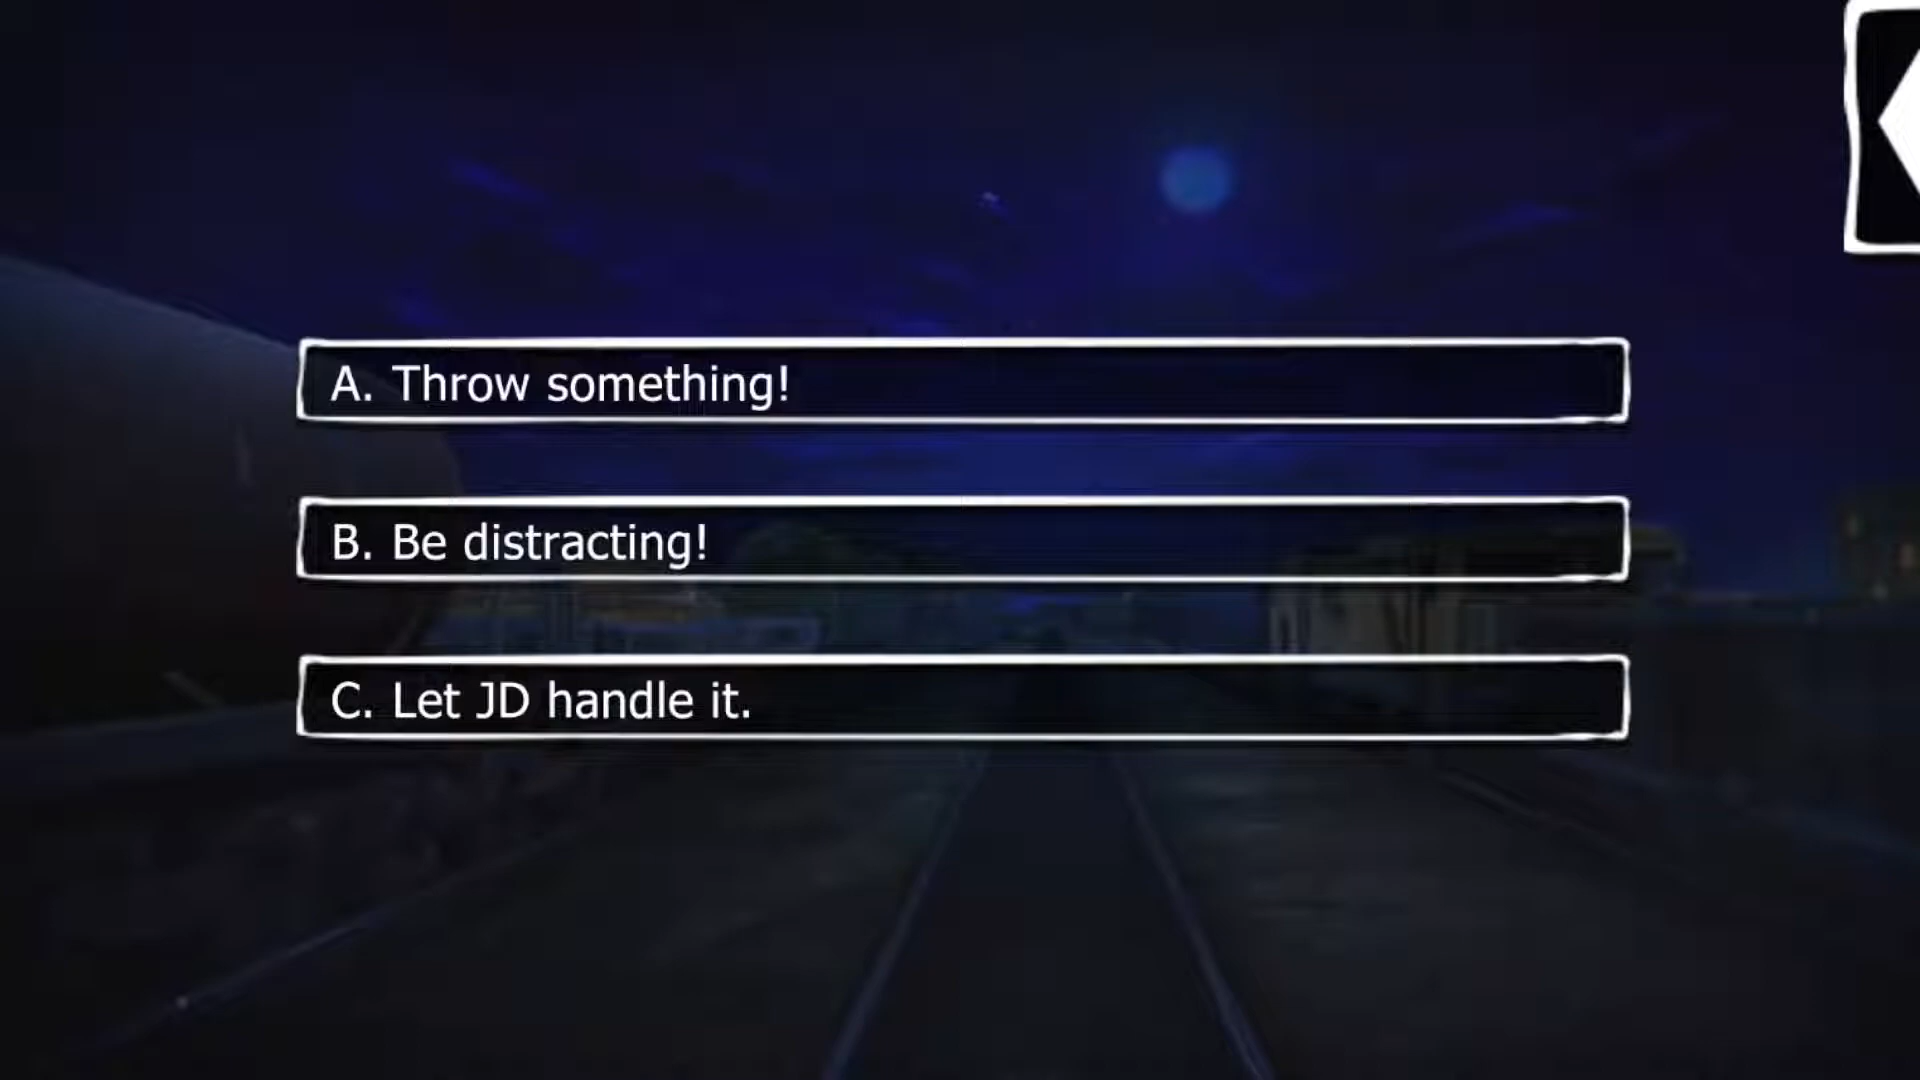 A. Throw something!
B. Be distracting!
C. Let JD handle it.